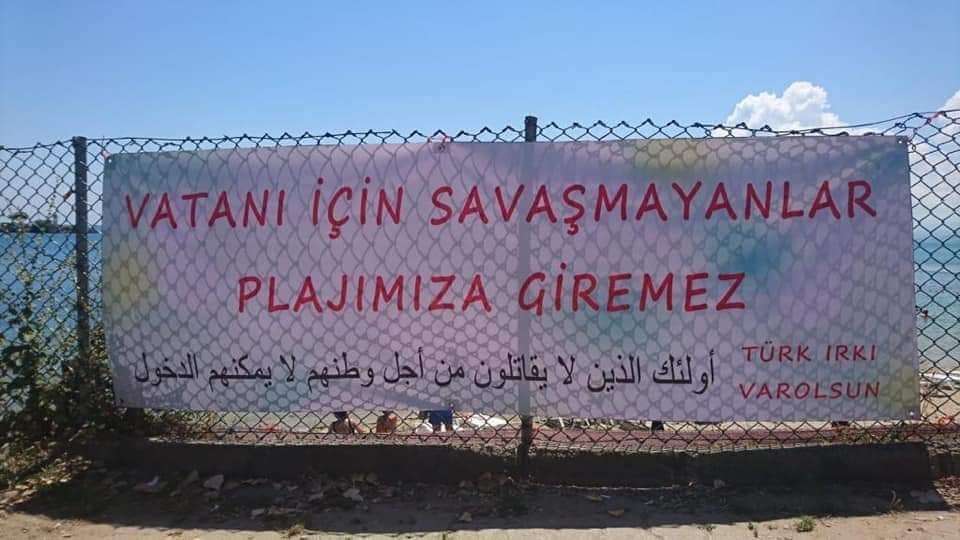 VATANI İÇİN SAVAŞMAYANLAR
PLAJIMIZA GİREMEZ
أولئك الذين لا يقاتلون من أجل وطنهم لا يمكنهم الدخول
TÜRK IRKI
VAROLSUN